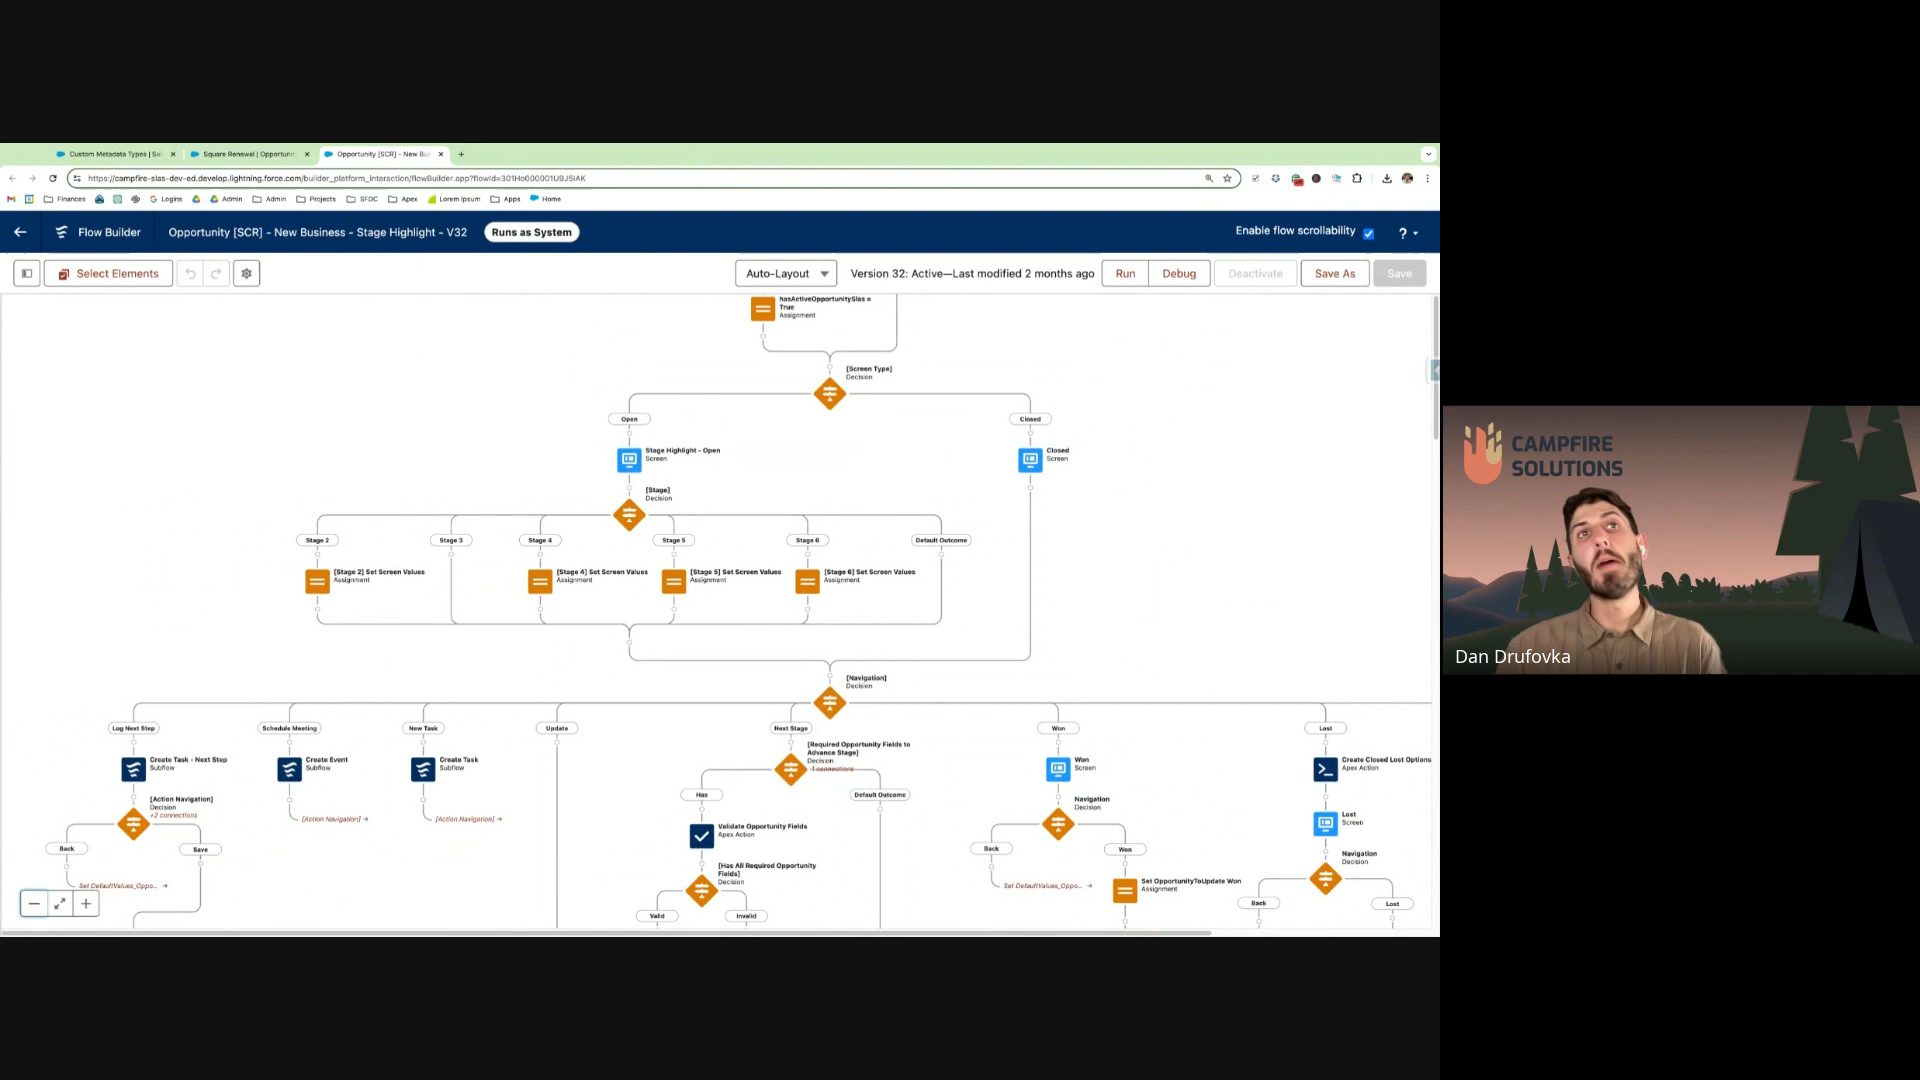 Custom Metadata Types | Sa
Square Renewal | Opportuni
Opportunity [SCR] - New Bus
https://campfire-slas-dev-ed.develop.lightning.force.com/builder_platform_interaction/flowBuilder.app?flowId=301Ho000001U9J5IAK
Finances
Logins
Admin
Admin
Projects
SFDC
Apex
Lorem Ipsum
Apps
Home
Flow Builder
Opportunity [SCR] - New Business - Stage Highlight - V32
Runs as System
Enable flow scrollability
?
Select Elements
Auto-Layout
Version 32: Active—Last modified 2 months ago
Run
Debug
Deactivate
Save As
Save
hasActiveOpportunitySlas =
True
Assignment
[Screen Type]
Decision
Open
Closed
Stage Highlight - Open
Screen
Closed
Screen
[Stage]
Decision
Stage 2
Stage 3
Stage 4
Stage 5
Stage 6
Default Outcome
[Stage 2] Set Screen Values
Assignment
[Stage 4] Set Screen Values
Assignment
[Stage 5] Set Screen Values
Assignment
[Stage 6] Set Screen Values
Assignment
[Navigation]
Decision
Log Next Step
Schedule Meeting
New Task
Update
Next Stage
Won
Lost
Create Task - Next Step
Subflow
Create Event
Subflow
Create Task
Subflow
[Required Opportunity Fields to
Advance Stage]
Decision
Won
Screen
Create Closed Lost Options
Apex Action
[Action Navigation]
Decision
+2 connections
[Action Navigation] →
[Action Navigation] →
Has
Default Outcome
Navigation
Decision
Lost
Screen
Back
Save
Validate Opportunity Fields
Apex Action
Back
Won
Navigation
Decision
Set DefaultValues_Oppo... →
[Has All Required Opportunity
Fields]
Decision
Set DefaultValues_Oppo... →
Set OpportunityToUpdate Won
Assignment
Back
Lost
Valid
Invalid
CAMPFIRE
SOLUTIONS
Dan Drufovka